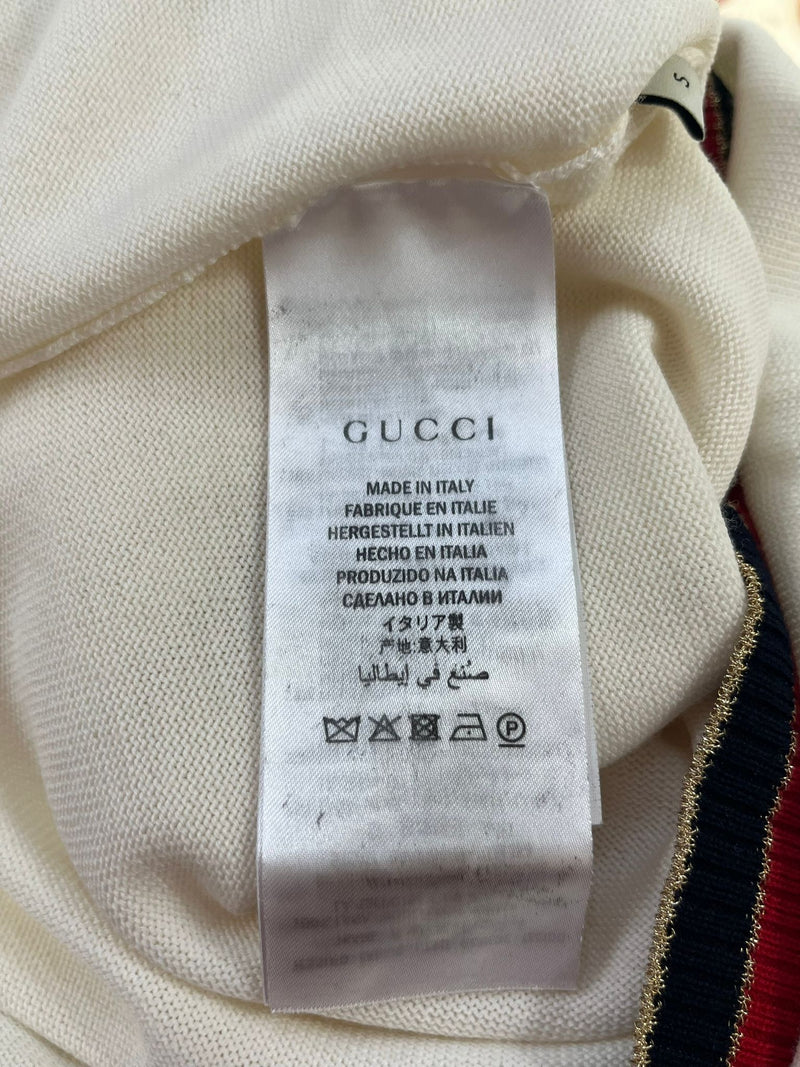 S
GUCCI
MADE IN ITALY
FABRIQUE EN ITALIE
HERGESTELLT IN ITALIEN
HECHO EN ITALIA
PRODUZIDO NA ITALIA
СДЕЛАНО В ИТАЛИИ
イタリア製
产地:意大利
صُنع في إيطاليا
P